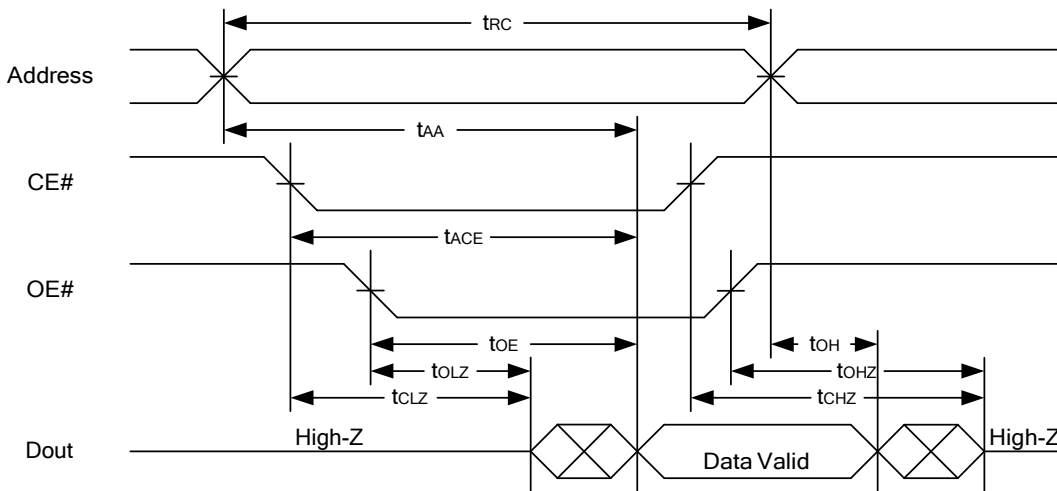 tRC
Address
tAA
CE#
tACE
OE#
tOE
tOH
tOLZ
tOHZ
tCLZ
tCHZ
High-Z
High-Z
Dout
Data Valid